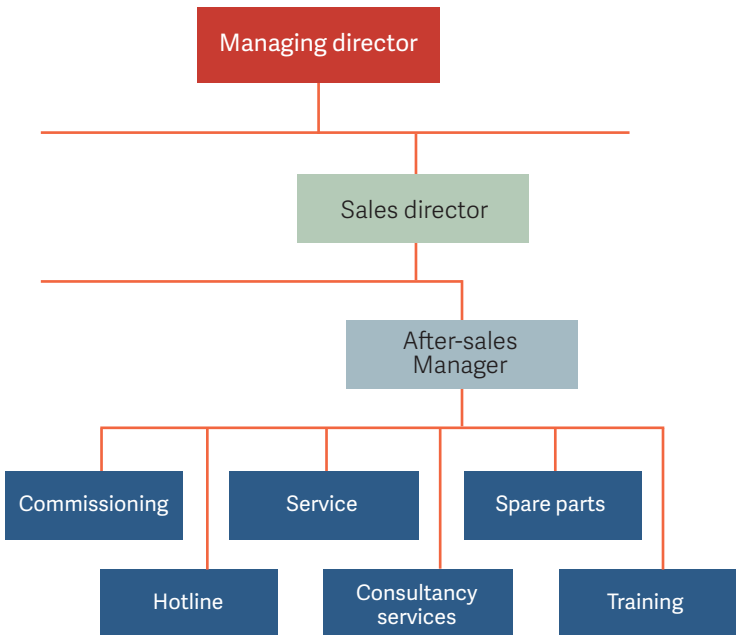 Managing director
Sales director
After-sales
Manager
Commissioning
Service
Spare parts
Hotline
Consultancy
services
Training